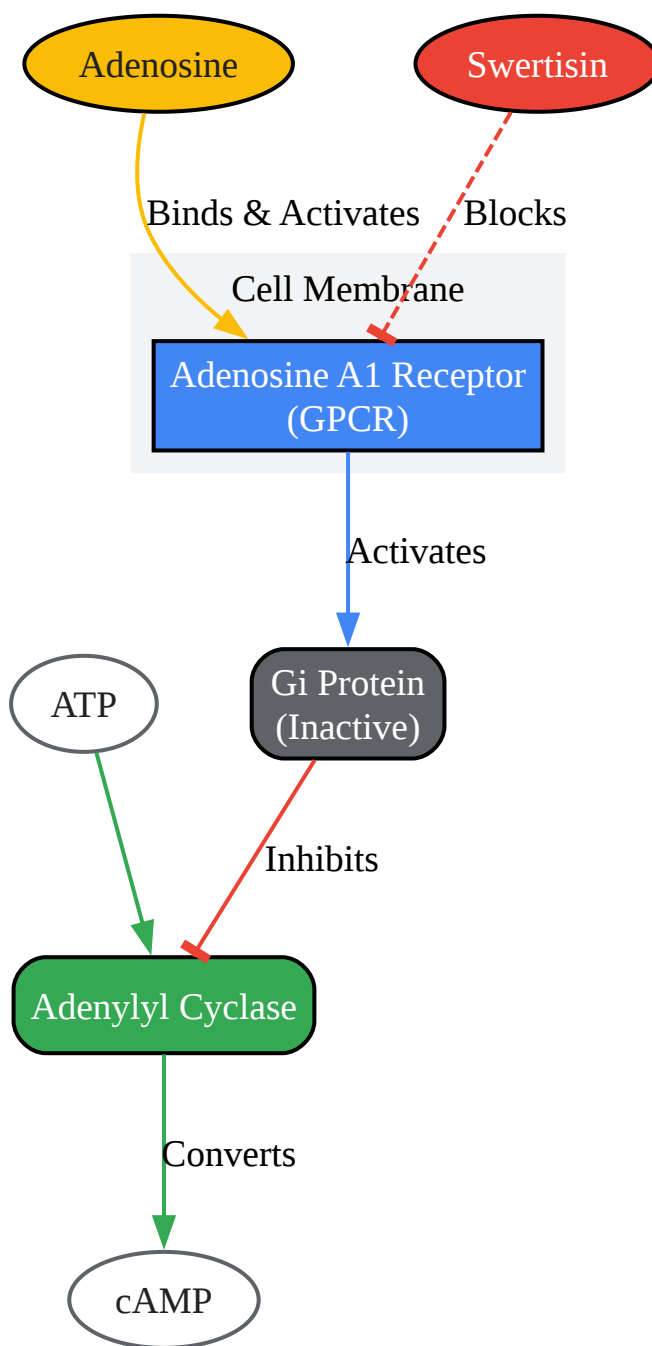 Adenosine
Swertisin
Binds & Activates
Blocks
Cell Membrane
Adenosine A1 Receptor
(GPCR)
Activates
ATP
Gi Protein
(Inactive)
Inhibits
Adenylyl Cyclase
Converts
cAMP